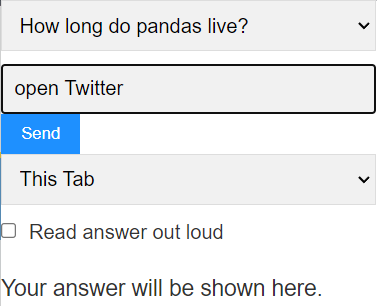 How long do pandas live?
open Twitter
Send
This Tab
Read answer out loud
Your answer will be shown here.